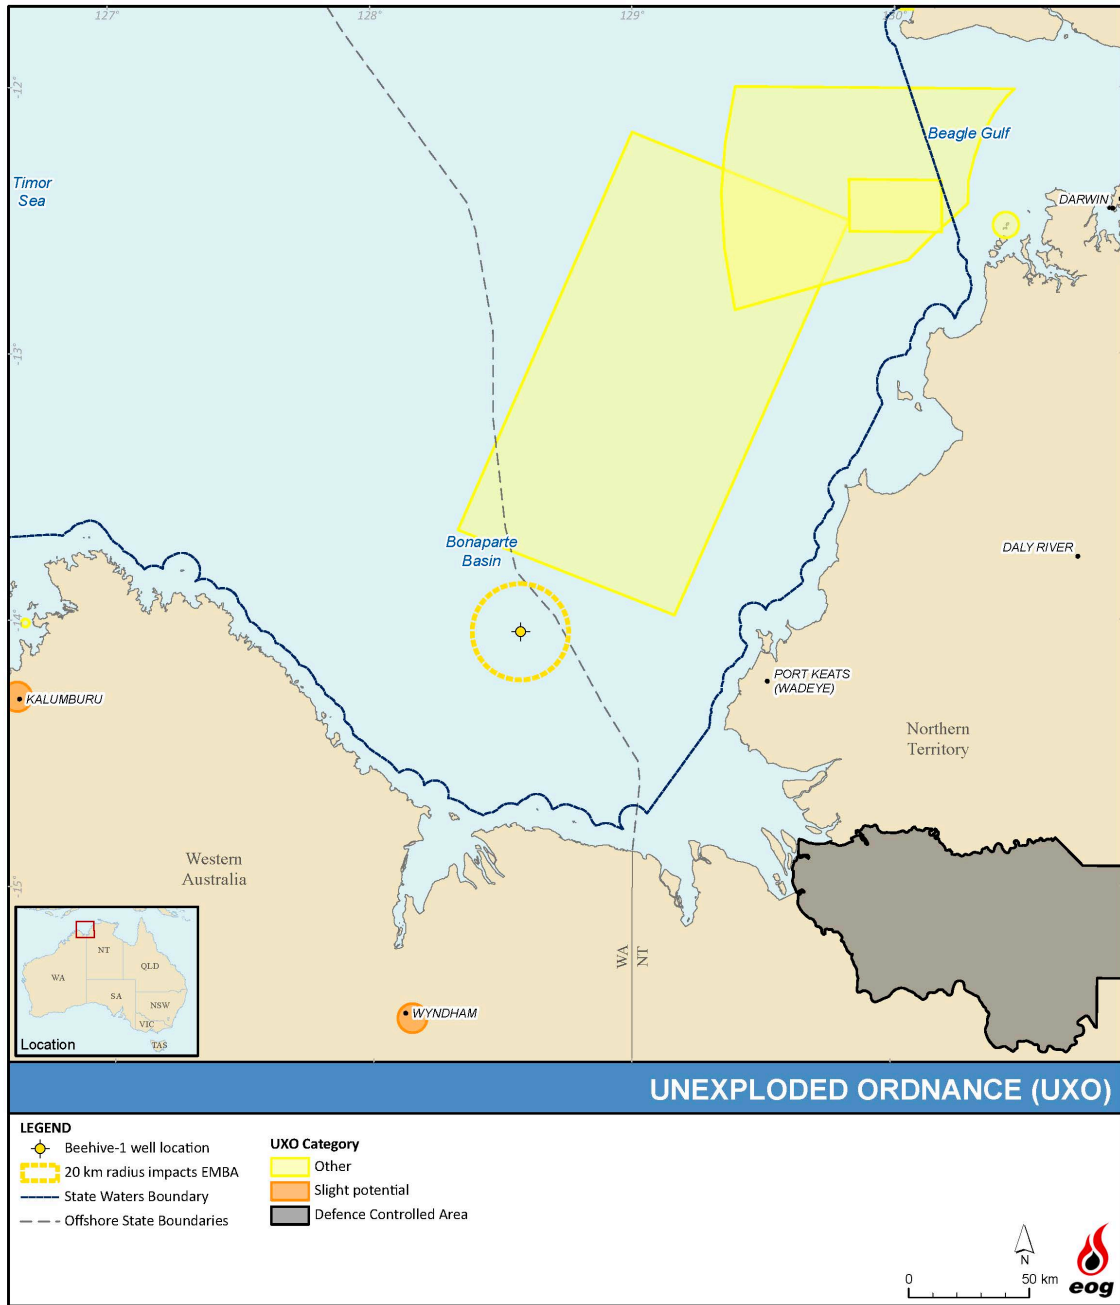 127°
128°
129°
130°
-12°
Beagle Gulf
Timor
Sea
DARWIN
-13°
Bonaparte
Basin
DALY RIVER
-14°
KALUMBURU
PORT KEATS
(WADEYE)
Northern
Territory
Western
Australia
-15°
WA
NT
WYNDHAM
WA
NT
QLD
SA
NSW
VIC
TAS
Location
UNEXPLODED ORDNANCE (UXO)
LEGEND
Beehive-1 well location
20 km radius impacts EMBA
State Waters Boundary
Offshore State Boundaries
UXO Category
Other
Slight potential
Defence Controlled Area
N
0
50 km
eog